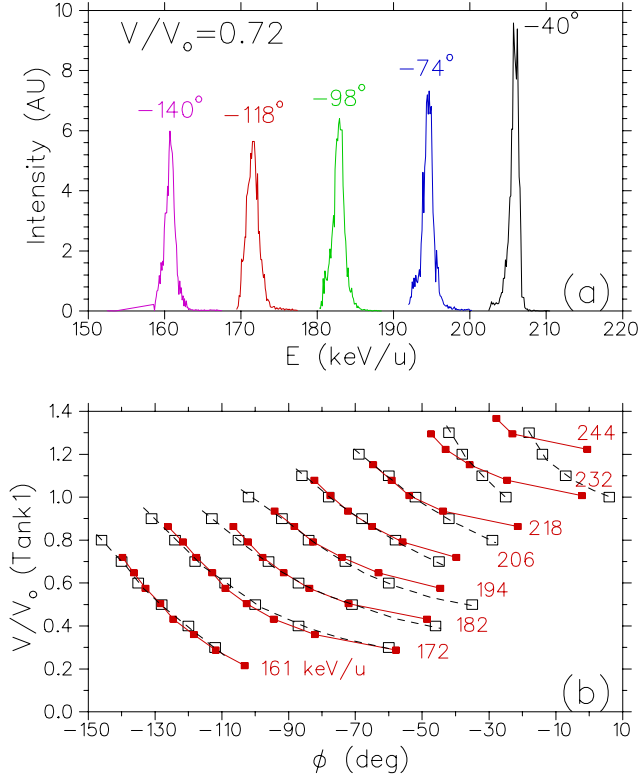 V/Vo=0.72
-40°
-74°
-98°
-118°
-140°
Intensity (AU)
10
8
6
4
2
0
(a)
150 160 170 180 190 200 210 220
E (keV/u)
V/Vo (Tank1)
1.4
1.2
1.0
0.8
0.6
0.4
0.2
0.0
244
232
218
206
194
182
172
161 keV/u
(b)
-150 -130 -110 -90 -70 -50 -30 -10 10
ϕ (deg)